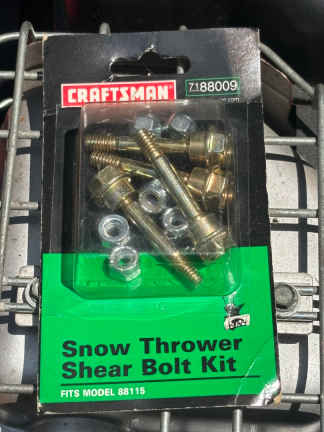 CRAFTSMAN
71 88009
Snow Thrower
Shear Bolt Kit
FITS MODEL 88115